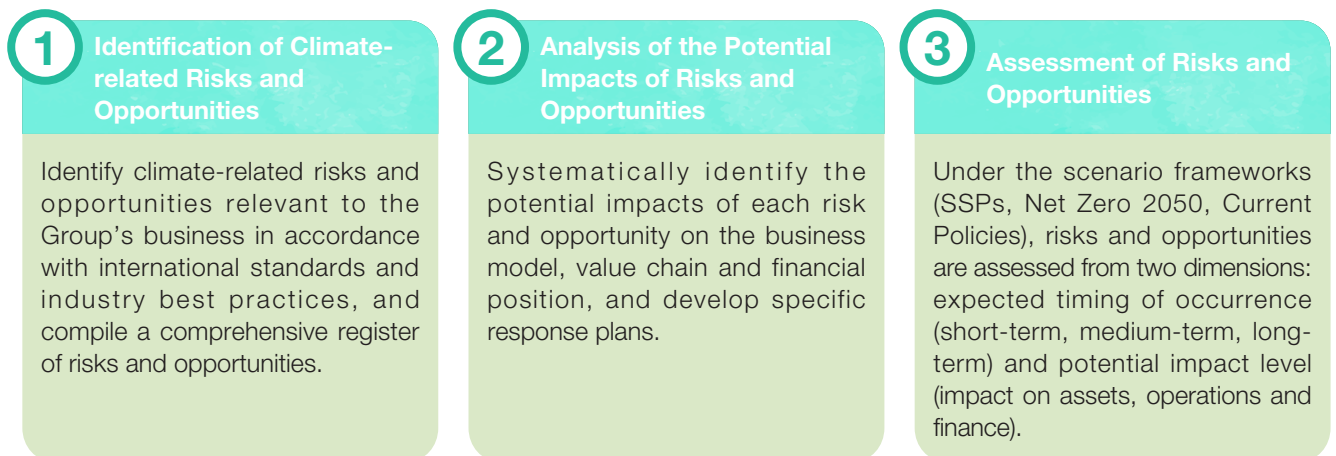 1
Identification of Climate-
related Risks and
Opportunities
Identify climate-related risks and
opportunities relevant to the
Group's business in accordance
with international standards and
industry best practices, and
compile a comprehensive register
of risks and opportunities.
2
Analysis of the Potential
Impacts of Risks and
Opportunities
Systematically identify the
potential impacts of each risk
and opportunity on the business
model, value chain and financial
position, and develop specific
response plans.
3
Assessment of Risks and
Opportunities
Under the scenario frameworks
(SSPs, Net Zero 2050, Current
Policies), risks and opportunities
are assessed from two dimensions:
expected timing of occurrence
(short-term, medium-term, long-
term) and potential impact level
(impact on assets, operations and
finance).